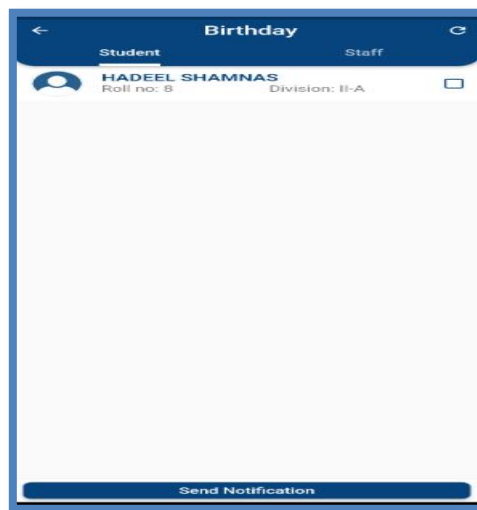 Birthday
Student Staff
HADEEL SHAMNAS
Roll no: 8 Division: II-A
Send Notification